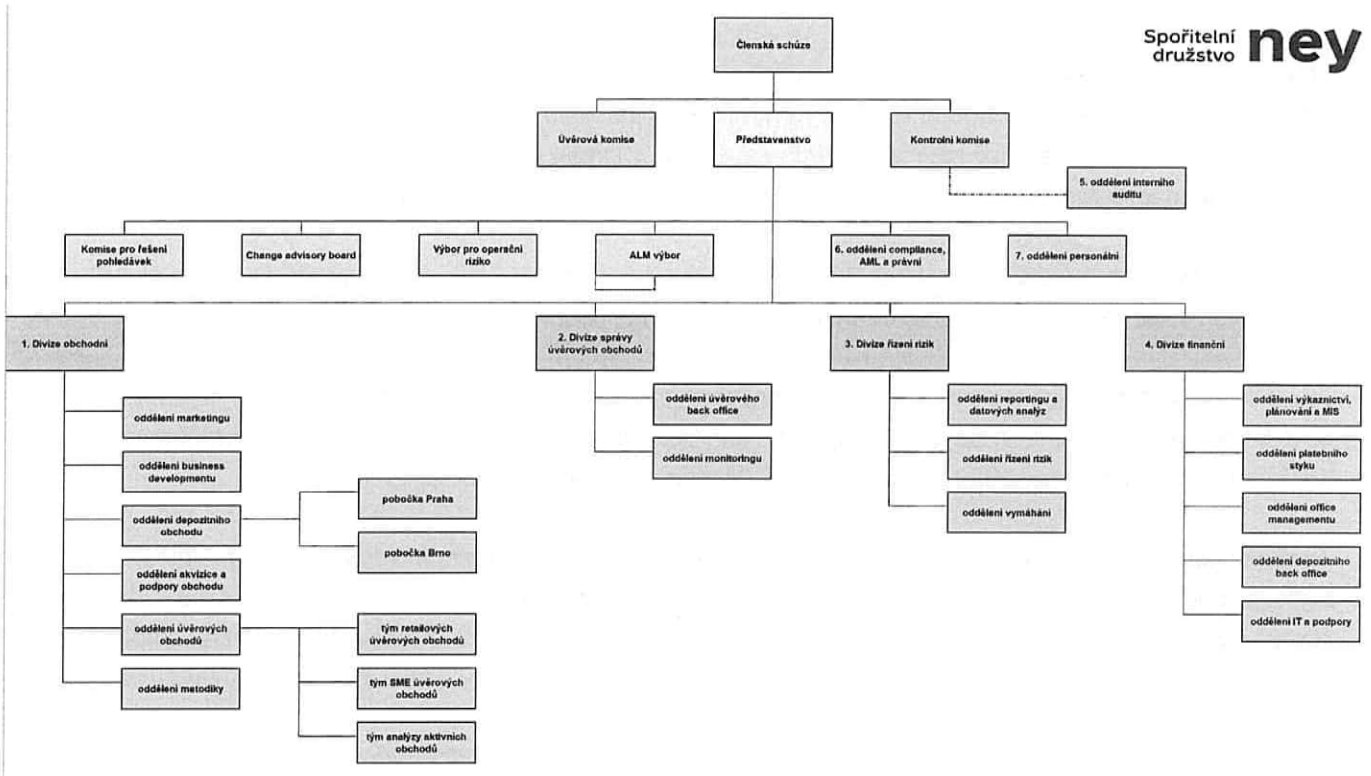 Členská schůze
Spořitelní
družstvo
ney
Úvěrová komise
Představenstvo
Kontrolní komise
5. oddělení interního
auditu
Komise pro řešení
pohledávek
Change advisory board
Výbor pro operační
riziko
ALM výbor
6. oddělení compliance,
AML a právní
7. oddělení personální
1. Divize obchodní
2. Divize správy
úvěrových obchodů
3. Divize řízení rizik
4. Divize finanční
oddělení marketingu
oddělení business
developmentu
oddělení depozitního
obchodu
pobočka Praha
pobočka Brno
oddělení akvizice a
podpory obchodu
oddělení úvěrových
obchodů
tým retailových
úvěrových obchodů
tým SME úvěrových
obchodů
tým analýzy aktivních
obchodů
oddělení metodiky
oddělení úvěrového
back office
oddělení monitoringu
oddělení reportingu a
datových analýz
oddělení řízení rizik
oddělení vymáhání
oddělení výkaznictví,
plánování a MIS
oddělení platebního
styku
oddělení office
managementu
oddělení depozitního
back office
oddělení IT a podpory